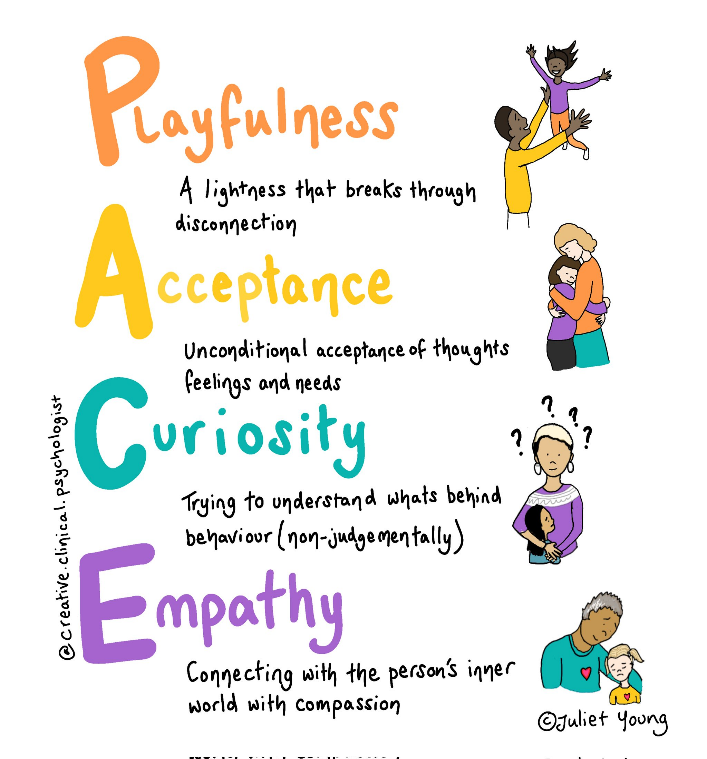 Playfulness
A lightness that breaks through
disconnection
Acceptance
Unconditional acceptance of thoughts
feelings and needs
Curiosity
Trying to understand whats behind
behaviour (non-judgementally)
Empathy
Connecting with the person's inner
world with compassion
@creative.clinical.psychologist
? ? ? ?
©Juliet Young